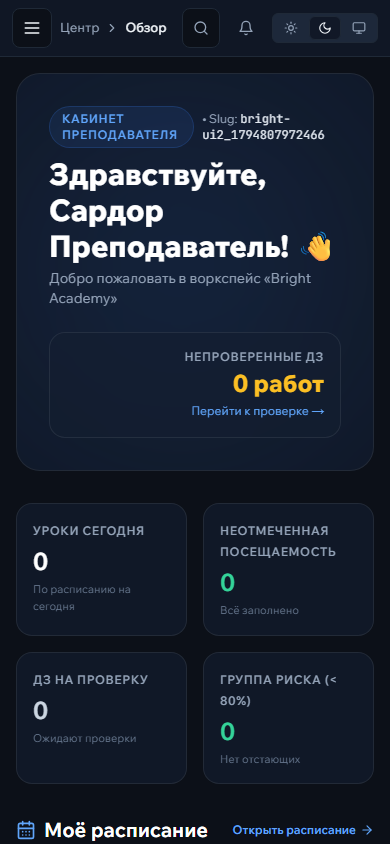 Центр > Обзор
КАБИНЕТ
ПРЕПОДАВАТЕЛЯ
• Slug: bright-
ui2_1794807972466
Здравствуйте,
Сардор
Преподаватель! 👋
Добро пожаловать в воркспейс «Bright
Academy»
НЕПРОВЕРЕННЫЕ ДЗ
0 работ
Перейти к проверке →
УРОКИ СЕГОДНЯ
0
По расписанию на
сегодня
НЕОТМЕЧЕННАЯ
ПОСЕЩАЕМОСТЬ
0
Всё заполнено
ДЗ НА ПРОВЕРКУ
0
Ожидают проверки
ГРУППА РИСКА (<
80%)
0
Нет отстающих
Моё расписание
Открыть расписание →